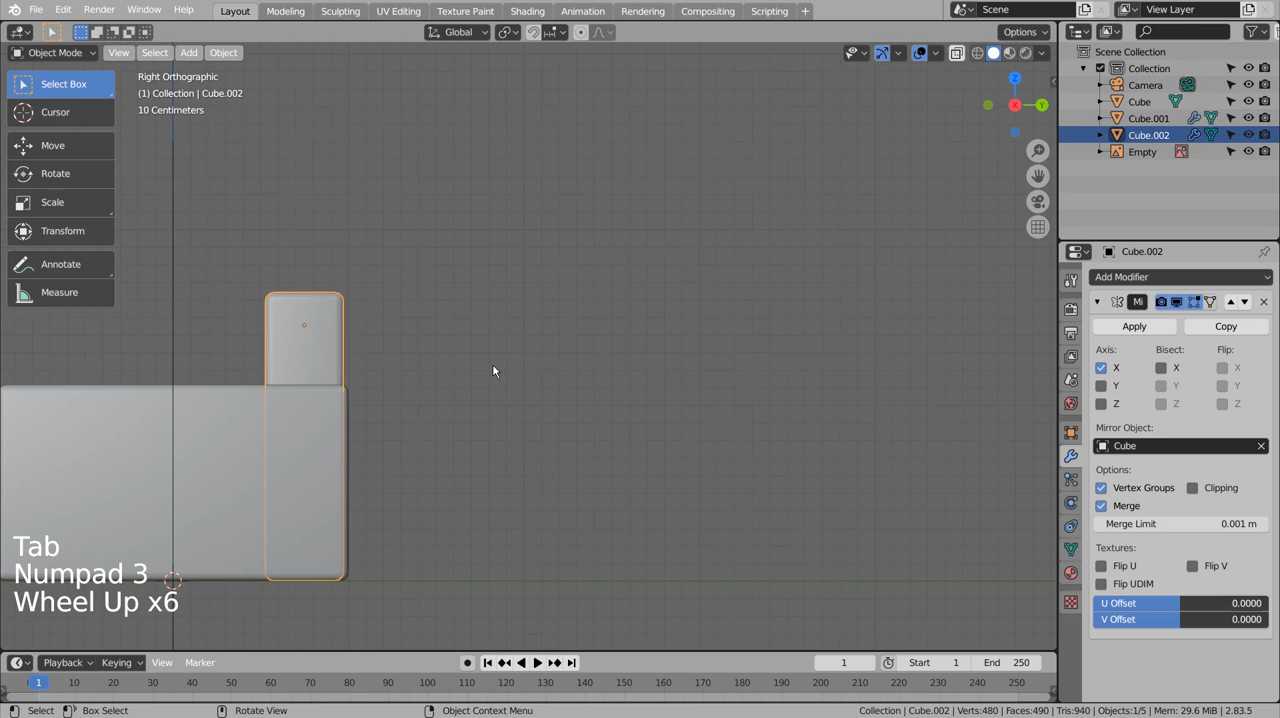 File Edit Render Window Help Layout Modeling Sculpting UV Editing Texture Paint Shading Animation Rendering Compositing Scripting + Scene View Layer
Global Options
Object Mode View Select Add Object
Select Box
Cursor
Move
Rotate
Scale
Transform
Annotate
Measure
Right Orthographic
(1) Collection | Cube.002
10 Centimeters
Z
X
Y
Tab
Numpad 3
Wheel Up x6
Scene Collection
Collection
Camera
Cube
Cube.001
Cube.002
Empty
Cube.002
Add Modifier
Mi
Apply Copy
Axis: Bisect: Flip:
X X X
Y Y Y
Z Z Z
Mirror Object:
Cube
Options:
Vertex Groups Clipping
Merge
Merge Limit 0.001 m
Textures:
Flip U Flip V
Flip UDIM
U Offset 0.0000
V Offset 0.0000
Playback Keying View Marker 1 Start 1 End 250
1 10 20 30 40 50 60 70 80 90 100 110 120 130 140 150 160 170 180 190 200 210 220 230 240 250
Select Box Select Rotate View Object Context Menu Collection | Cube.002 | Verts:480 | Faces:490 | Tris:940 | Objects:1/5 | Mem: 29.6 MiB | 2.83.5